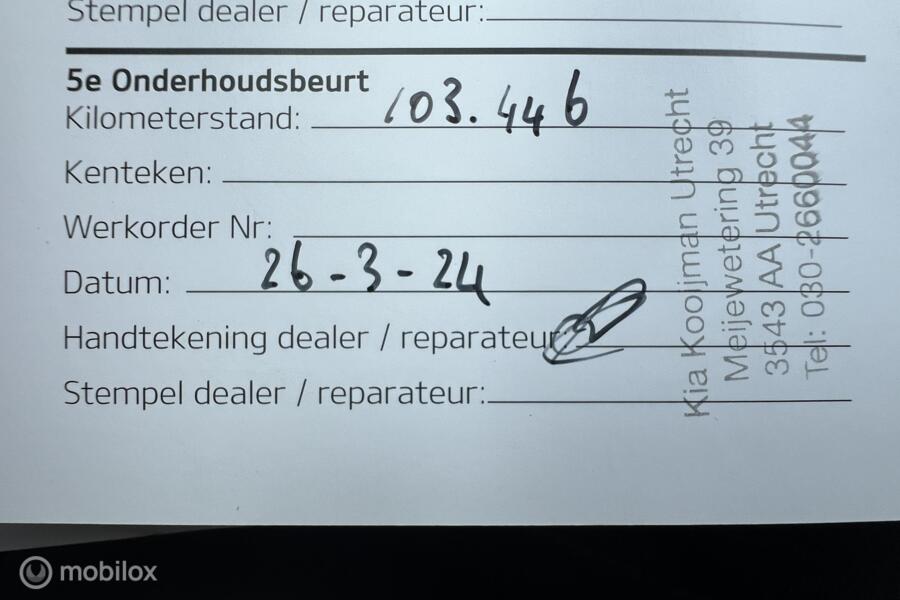 Stempel dealer / reparateur:
5e Onderhoudsbeurt
Kilometerstand: 103.446
Kenteken:
Werkorder Nr:
Datum: 26-3-24
Handtekening dealer / reparateur:
Stempel dealer / reparateur:
Kia Kooijman Utrecht
Meijewetering 39
3543 AA Utrecht
Tel: 030-2660044
mobilox